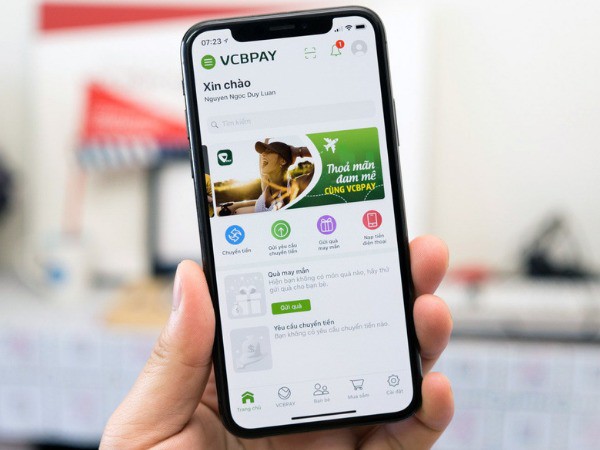 07:23
VCBPAY
1
Xin chào
Nguyen Ngoc Duy Luan
Tìm kiếm
Thoả mãn
đam mê
CÙNG VCBPAY
Chuyển tiền
Gửi yêu cầu
chuyển tiền
Gửi quà
may mắn
Nạp tiền
điện thoại
Quà may mắn
Hiện bạn không có món quà nào, hãy thử
gửi quà cho bạn bè.
Gửi quà
Yêu cầu chuyển tiền
Bạn không có yêu cầu chuyển tiền nào.
Trang chủ
VCBPAY
Bạn bè
Mua sắm
Cài đặt